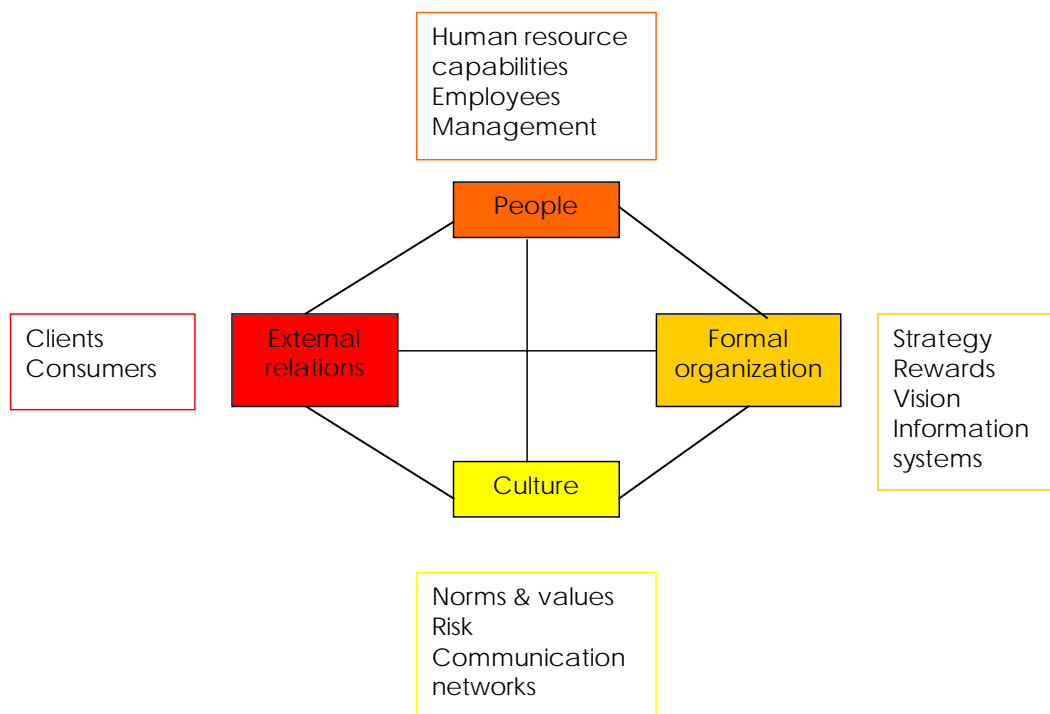 Human resource
capabilities
Employees
Management
People
Clients
Consumers
External
relations
Formal
organization
Strategy
Rewards
Vision
Information
systems
Culture
Norms & values
Risk
Communication
networks